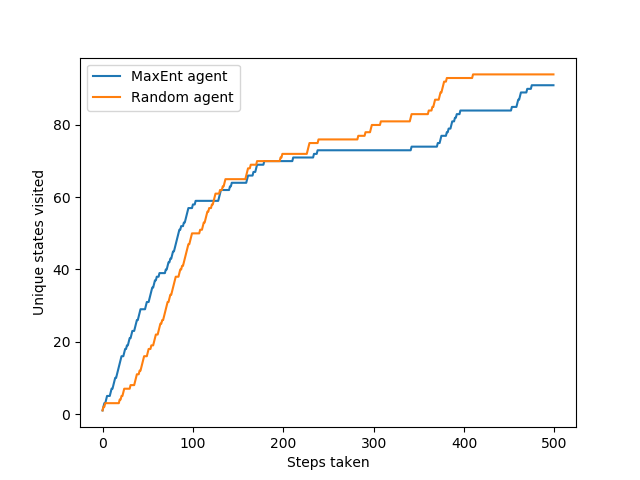 MaxEnt agent
Random agent
Unique states visited
80
60
40
20
0
0 100 200 300 400 500
Steps taken